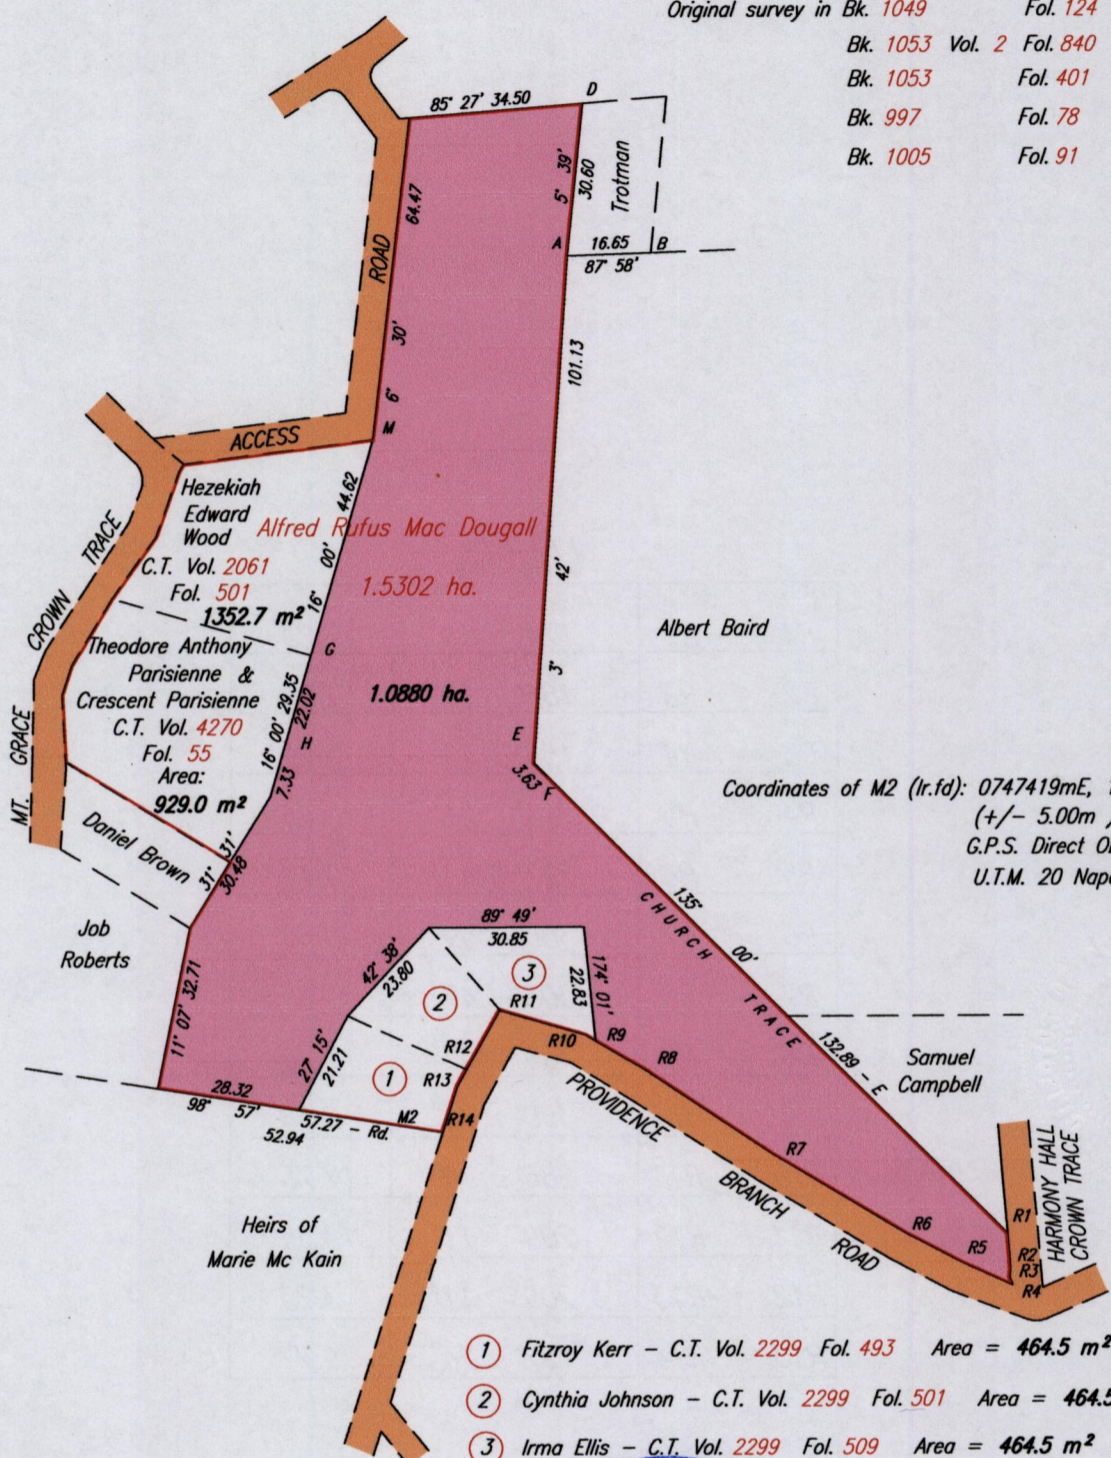 Original survey in Bk. 1049 Fol. 124
Bk. 1053 Vol. 2 Fol. 840
Bk. 1053 Fol. 401
Bk. 997 Fol. 78
Bk. 1005 Fol. 91
85° 27' 34.50
D
5° 39'
30.60
Trotman
A
16.65
B
87° 58'
64.47
ROAD
30'
6°
M
101.13
ACCESS
Hezekiah
Edward
Wood
C.T. Vol. 2061
Fol. 501
1352.7 m²
Alfred Rufus Mac Dougall
1.5302 ha.
44.62
00'
16°
42'
3°
MT. GRACE CROWN TRACE
Theodore Anthony
Parisienne &
Crescent Parisienne
C.T. Vol. 4270
Fol. 55
Area:
929.0 m²
G
16° 00' 29.35
22.02
H
7.33
1.0880 ha.
Albert Baird
E
3.63
F
Coordinates of M2 (Ir.fd): 0747419mE,
(+/- 5.00m
G.P.S. Direct
U.T.M. 20
Daniel Brown
31° 31'
30.48
Job
Roberts
11° 07' 32.71
89° 49'
30.85
42° 38'
23.80
174° 01'
22.83
3
R11
2
R12
R10
R9
R8
135° 00'
CHURCH TRACE
132.89 - E
Samuel
Campbell
27° 15'
21.21
1
R13
R14
M2
28.32
98° 57'
57.27 - Rd.
52.94
PROVIDENCE BRANCH ROAD
R7
R6
R5
R1
R2
R3
R4
HARMONY HALL
CROWN TRACE
Heirs of
Marie Mc Kain
1 Fitzroy Kerr - C.T. Vol. 2299 Fol. 493 Area = 464.5 m²
2 Cynthia Johnson - C.T. Vol. 2299 Fol. 501 Area = 464.5
3 Irma Ellis - C.T. Vol. 2299 Fol. 509 Area = 464.5 m²